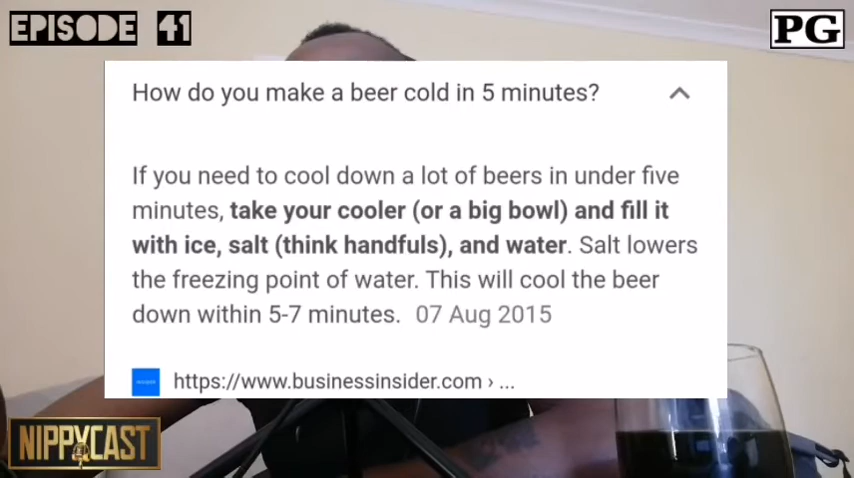 EPISODE 41
PG
How do you make a beer cold in 5 minutes?
If you need to cool down a lot of beers in under five
minutes, take your cooler (or a big bowl) and fill it
with ice, salt (think handfuls), and water. Salt lowers
the freezing point of water. This will cool the beer
down within 5-7 minutes. 07 Aug 2015
https://www.businessinsider.com › ...
NIPPYCAST